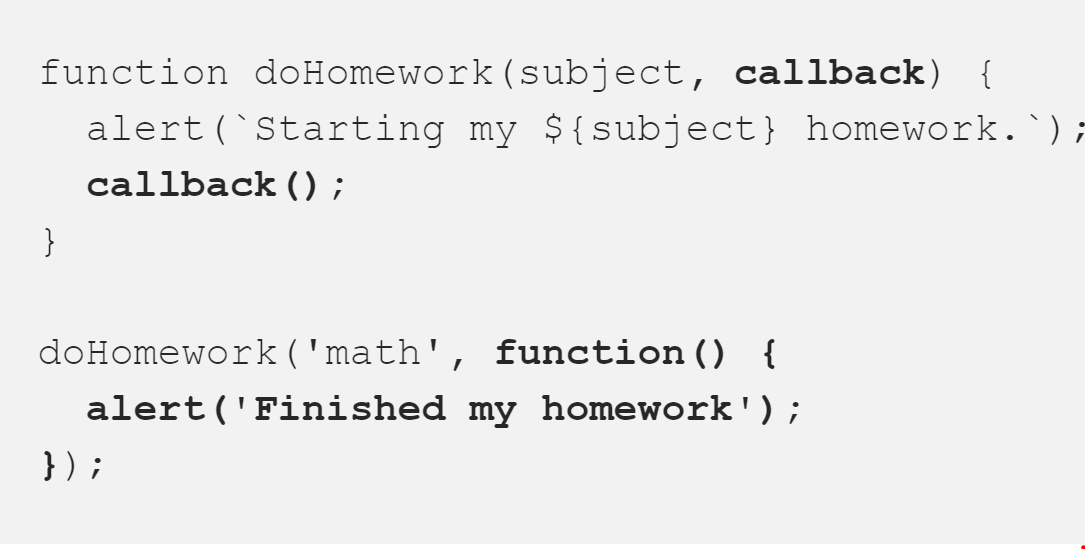 function doHomework(subject, callback) {
  alert(`Starting my ${subject} homework.`);
  callback();
}

doHomework('math', function() {
  alert('Finished my homework');
});